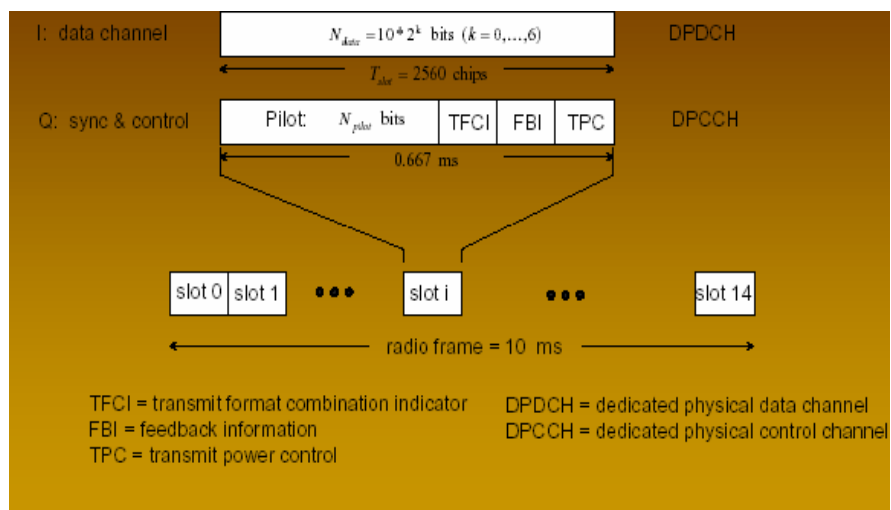 I: data channel N_data = 10* 2^k bits (k = 0,...,6) DPDCH
T_slot = 2560 chips
Q: sync & control Pilot: N_pilot bits TFCI FBI TPC DPCCH
0.667 ms
slot 0 slot 1 ••• slot i ••• slot 14
radio frame = 10 ms
TFCI = transmit format combination indicator
FBI = feedback information
TPC = transmit power control
DPDCH = dedicated physical data channel
DPCCH = dedicated physical control channel